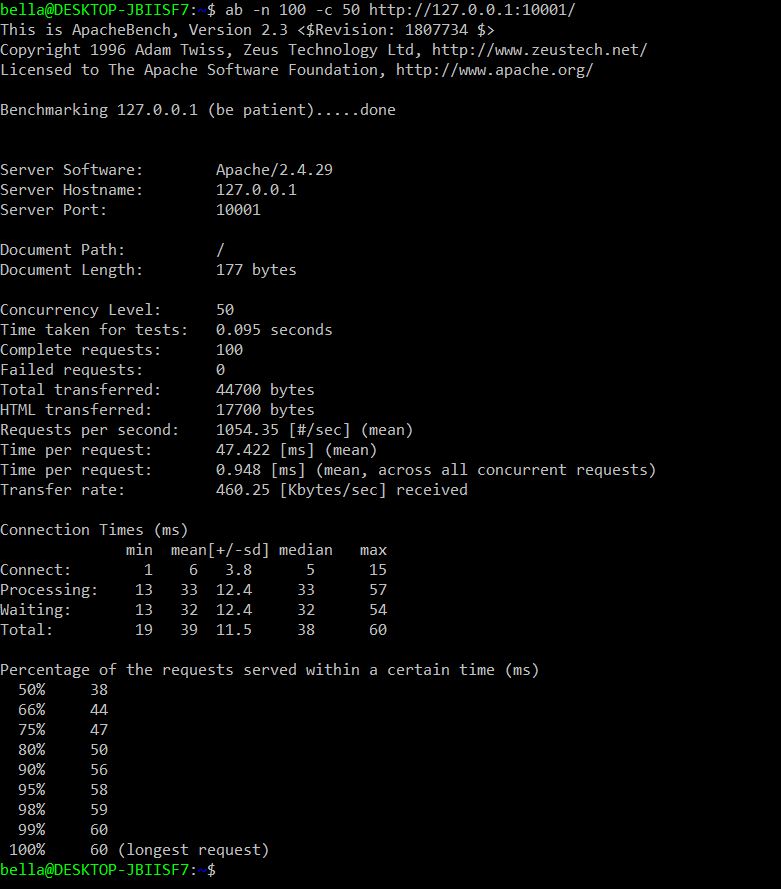 bella@DESKTOP-JBIISF7:~$ ab -n 100 -c 50 http://127.0.0.1:10001/
This is ApacheBench, Version 2.3 <$Revision: 1807734 $>
Copyright 1996 Adam Twiss, Zeus Technology Ltd, http://www.zeustech.net/
Licensed to The Apache Software Foundation, http://www.apache.org/

Benchmarking 127.0.0.1 (be patient).....done


Server Software:        Apache/2.4.29
Server Hostname:        127.0.0.1
Server Port:            10001

Document Path:          /
Document Length:        177 bytes

Concurrency Level:      50
Time taken for tests:   0.095 seconds
Complete requests:      100
Failed requests:        0
Total transferred:      44700 bytes
HTML transferred:       17700 bytes
Requests per second:    1054.35 [#/sec] (mean)
Time per request:       47.422 [ms] (mean)
Time per request:       0.948 [ms] (mean, across all concurrent requests)
Transfer rate:          460.25 [Kbytes/sec] received

Connection Times (ms)
              min  mean[+/-sd] median   max
Connect:        1    6   3.8      5      15
Processing:    13   33  12.4     33      57
Waiting:       13   32  12.4     32      54
Total:         19   39  11.5     38      60

Percentage of the requests served within a certain time (ms)
  50%     38
  66%     44
  75%     47
  80%     50
  90%     56
  95%     58
  98%     59
  99%     60
 100%     60 (longest request)
bella@DESKTOP-JBIISF7:~$